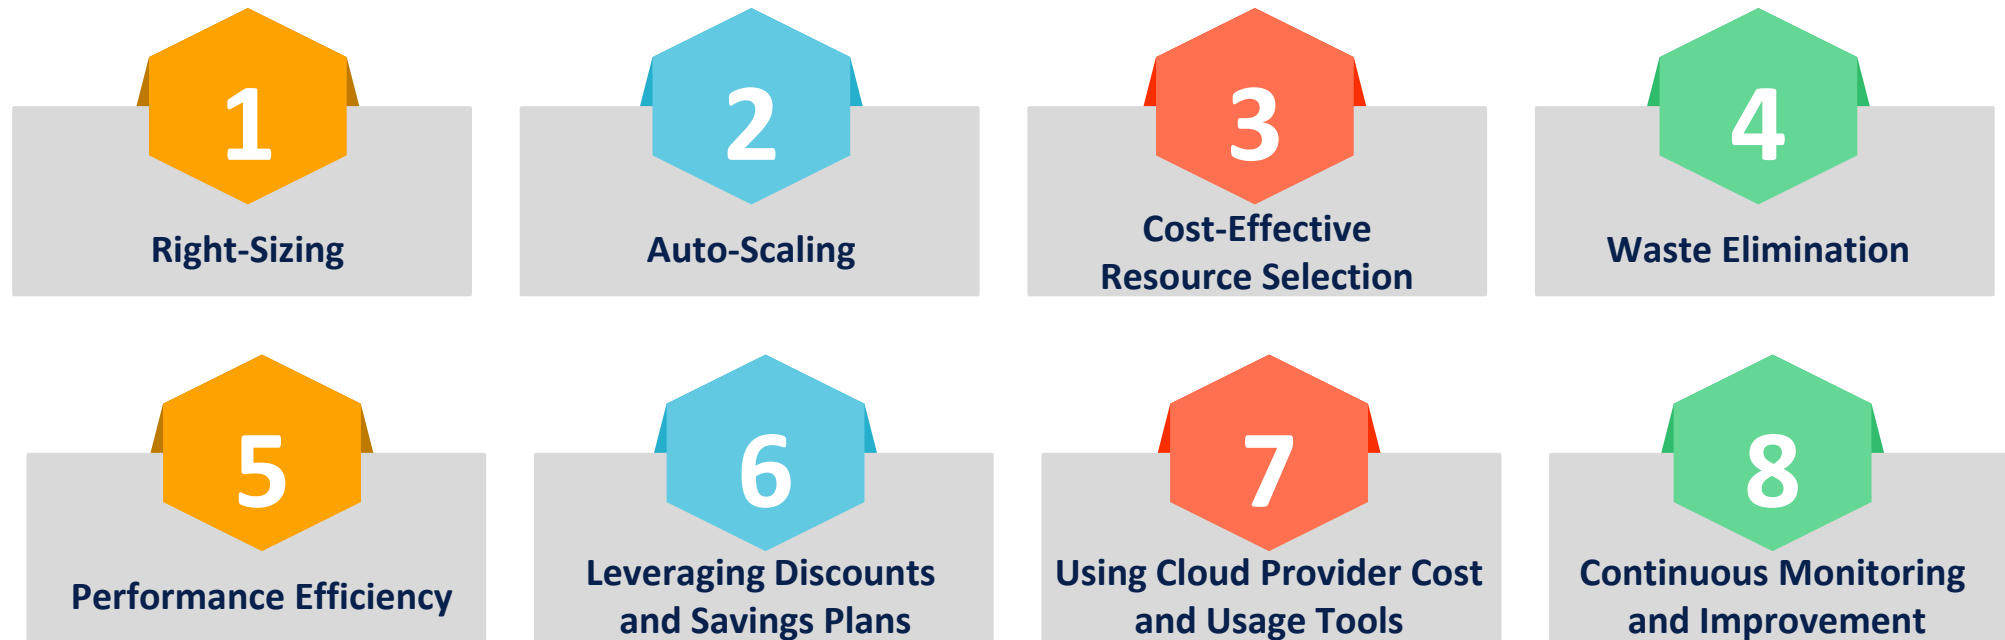 1
Right-Sizing
2
Auto-Scaling
3
Cost-Effective
Resource Selection
4
Waste Elimination
5
Performance Efficiency
6
Leveraging Discounts
and Savings Plans
7
Using Cloud Provider Cost
and Usage Tools
8
Continuous Monitoring
and Improvement